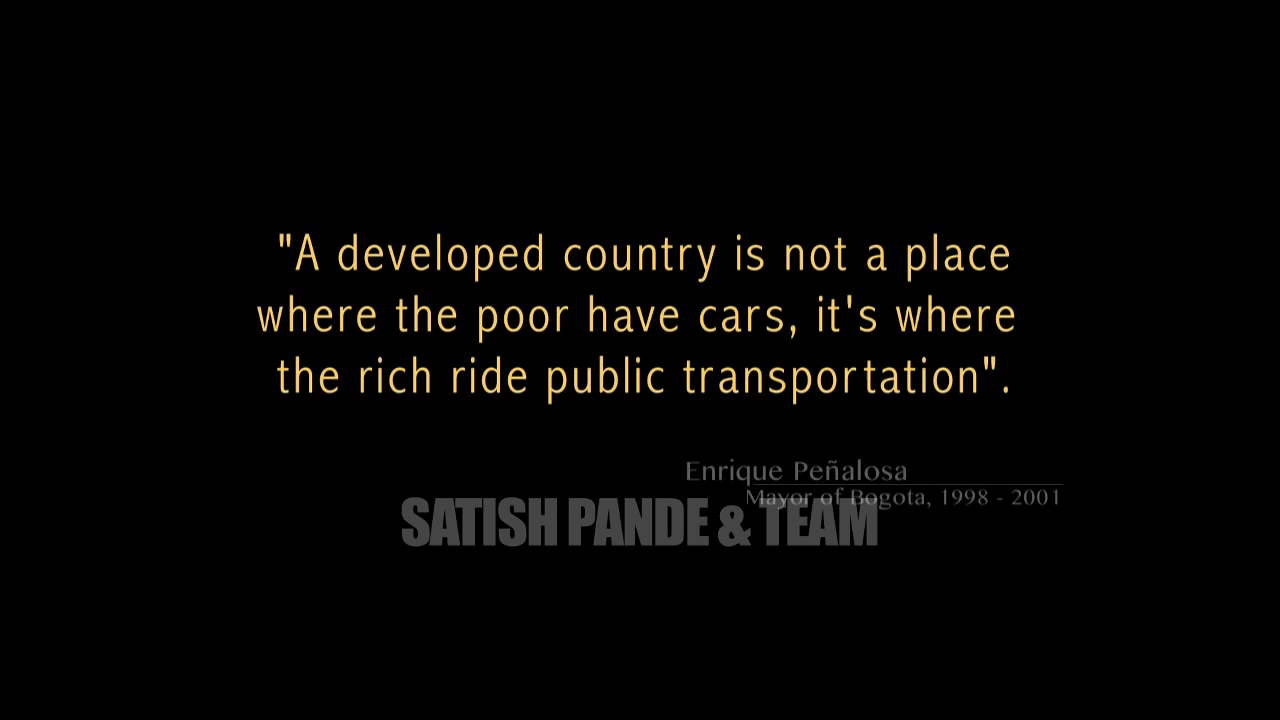 "A developed country is not a place
where the poor have cars, it's where
the rich ride public transportation".
Enrique Peñalosa
Mayor of Bogota, 1998 - 2001
SATISH PANDE & TEAM